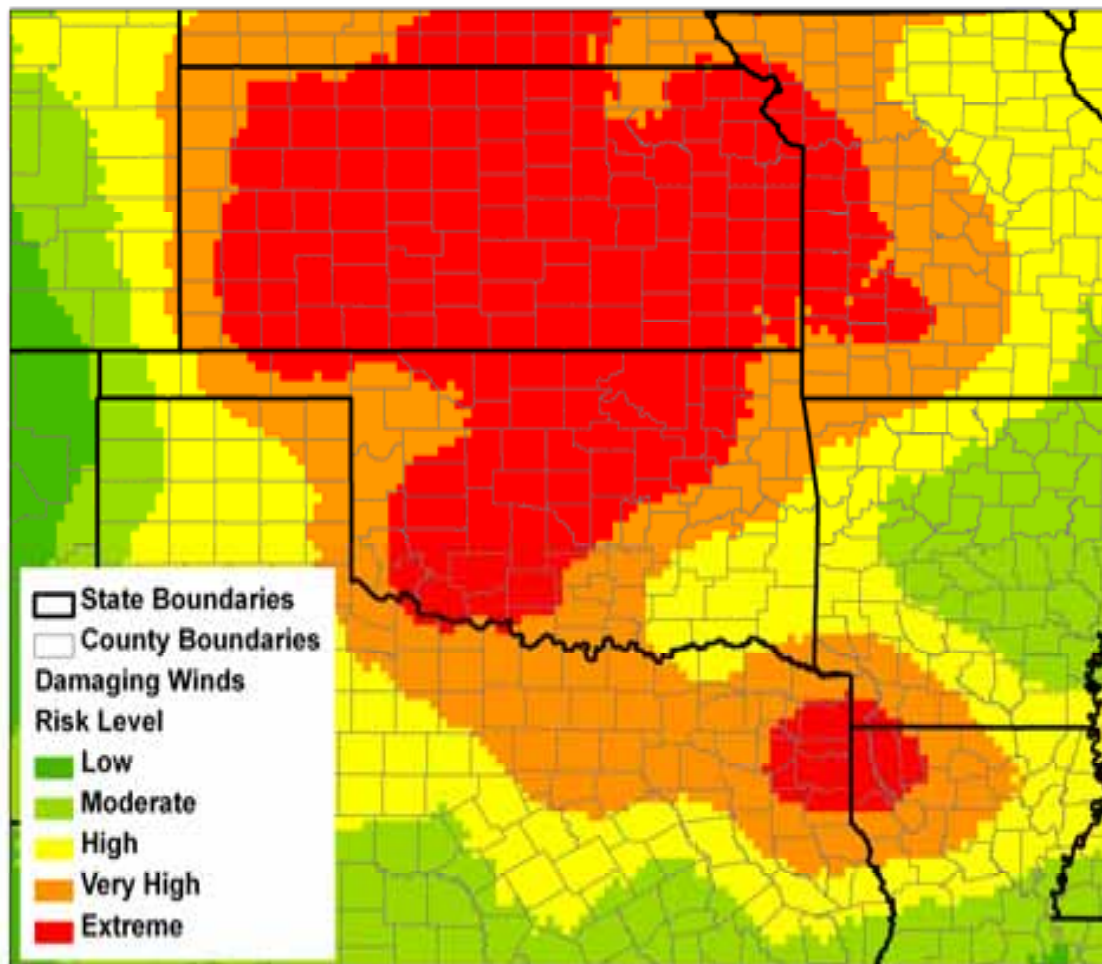 State Boundaries
County Boundaries
Damaging Winds
Risk Level
Low
Moderate
High
Very High
Extreme